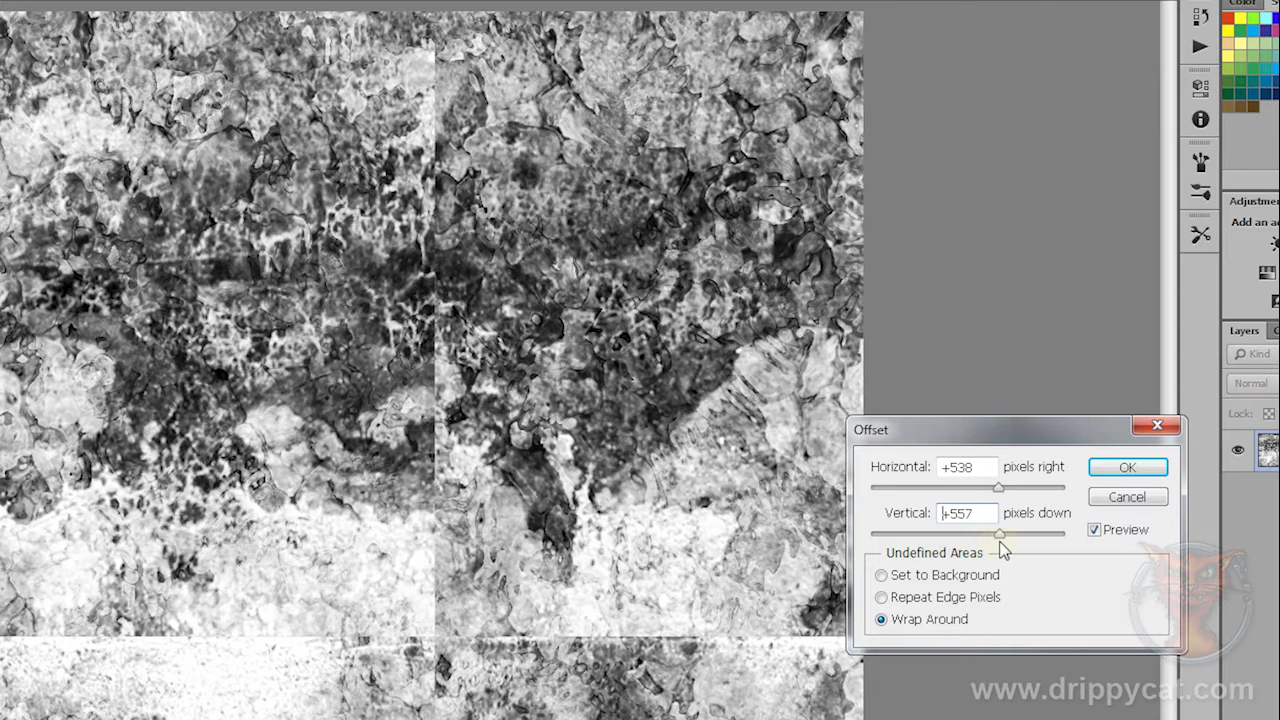 Color
S
Adjustme
Add an a
Layers
Kind
Normal
Lock:
Offset
Horizontal: +538 pixels right
OK
Vertical: +557 pixels down
Cancel
Preview
Undefined Areas
Set to Background
Repeat Edge Pixels
Wrap Around
www.drippycat.com